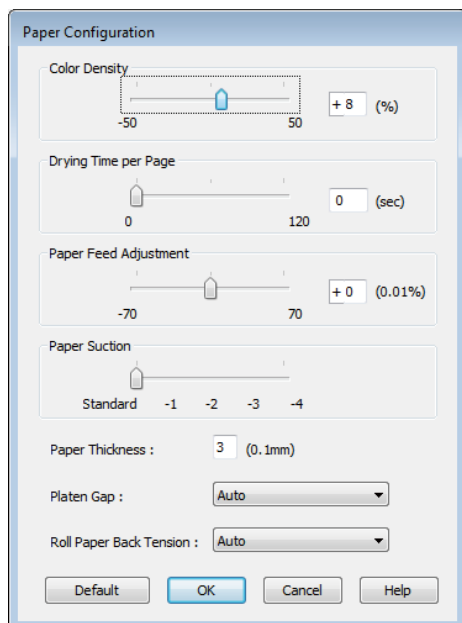 Paper Configuration
Color Density
-50 50
+ 8 (%)
Drying Time per Page
0 120
0 (sec)
Paper Feed Adjustment
-70 70
+ 0 (0.01%)
Paper Suction
Standard -1 -2 -3 -4
Paper Thickness : 3 (0.1mm)
Platen Gap : Auto
Roll Paper Back Tension : Auto
Default OK Cancel Help